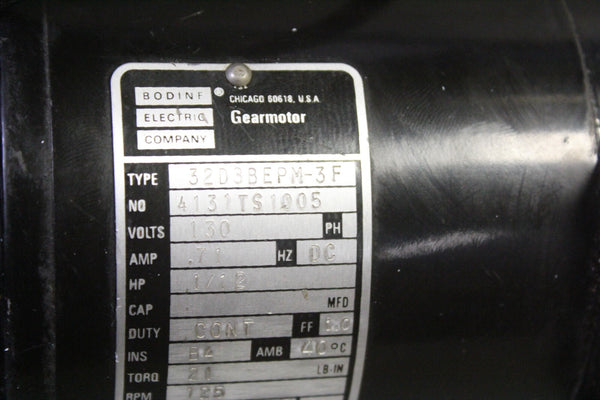 BODINE ® CHICAGO 60618, U.S.A.
ELECTRIC Gearmotor
COMPANY
TYPE 32D3BEPM-3F
NO 4131TS1005
VOLTS 130 PH
AMP .71 HZ DC
HP 1/12
CAP MFD
DUTY CONT FF
INS AMB 40°C
TORQ LB-IN
RPM 125